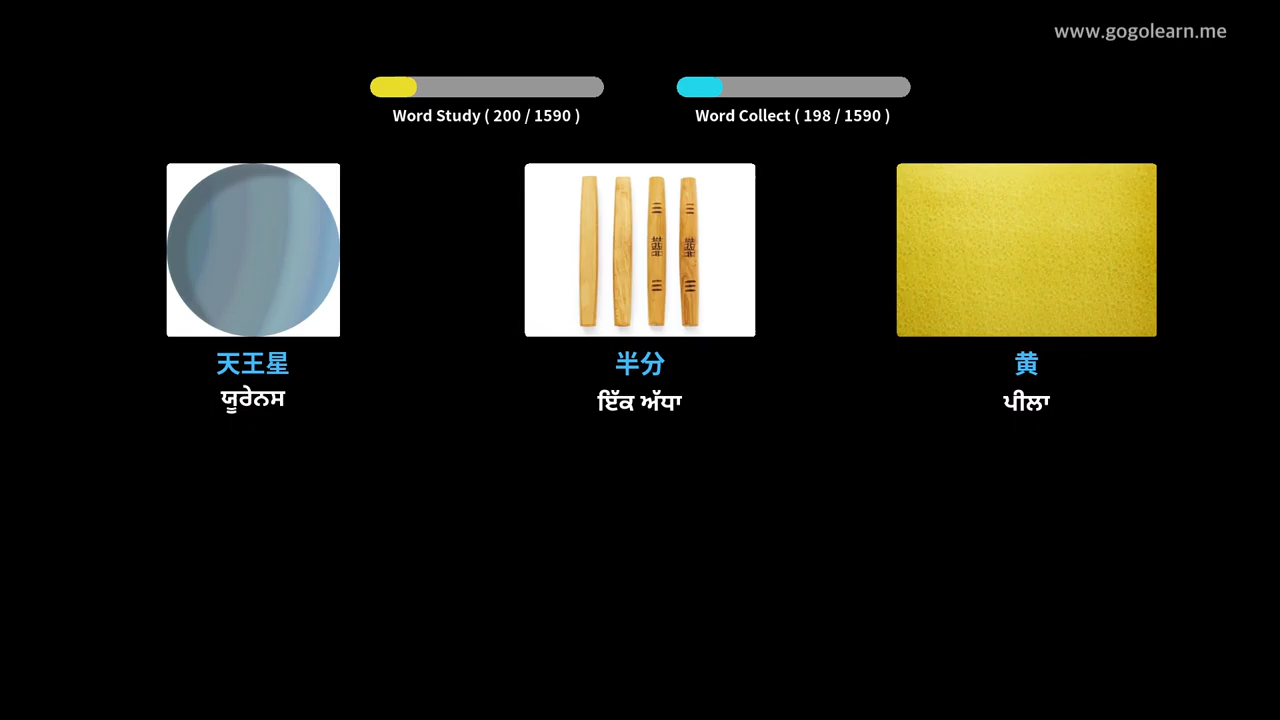 www.gogolearn.me
Word Study ( 200 / 1590 )
Word Collect ( 198 / 1590 )
天王星
半分
黄
ਯੂਰੇਨਸ
ਇੱਕ ਅੱਧਾ
ਪੀਲਾ